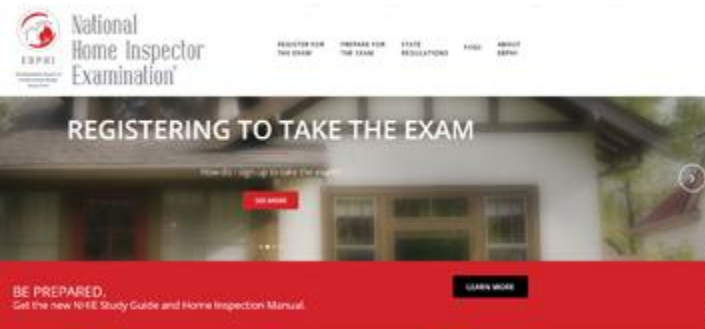 National
Home Inspector
Examination®
EBPHI
REGISTER FOR
THE EXAM
PREPARE FOR
THE EXAM
STATE
REGULATIONS
FAQS
ABOUT
EBPHI
REGISTERING TO TAKE THE EXAM
How do I sign up to take the exam?
SEE MORE
BE PREPARED.
Get the new NHIE Study Guide and Home Inspection Manual.
LEARN MORE